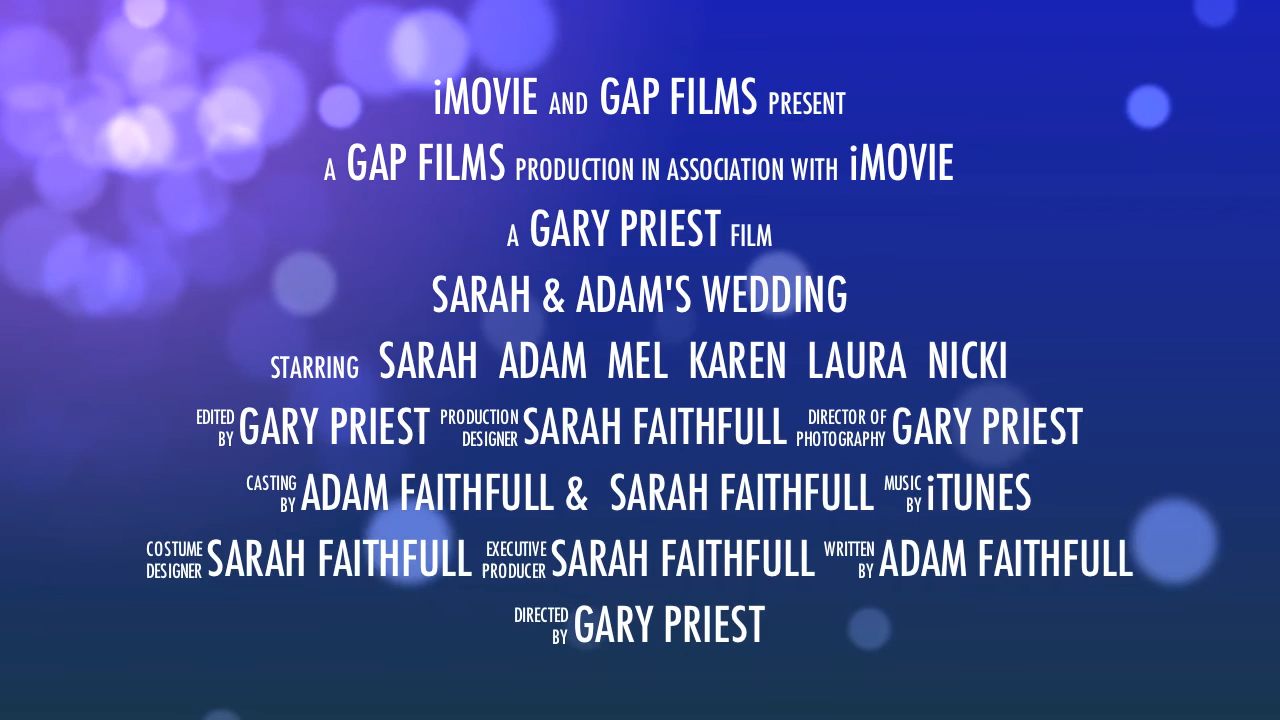 iMOVIE AND GAP FILMS PRESENT
A GAP FILMS PRODUCTION IN ASSOCIATION WITH iMOVIE
A GARY PRIEST FILM
SARAH & ADAM'S WEDDING
STARRING SARAH ADAM MEL KAREN LAURA NICKI
EDITED BY GARY PRIEST PRODUCTION DESIGNER SARAH FAITHFULL DIRECTOR OF PHOTOGRAPHY GARY PRIEST
CASTING BY ADAM FAITHFULL & SARAH FAITHFULL MUSIC BY iTUNES
COSTUME DESIGNER SARAH FAITHFULL EXECUTIVE PRODUCER SARAH FAITHFULL WRITTEN BY ADAM FAITHFULL
DIRECTED BY GARY PRIEST